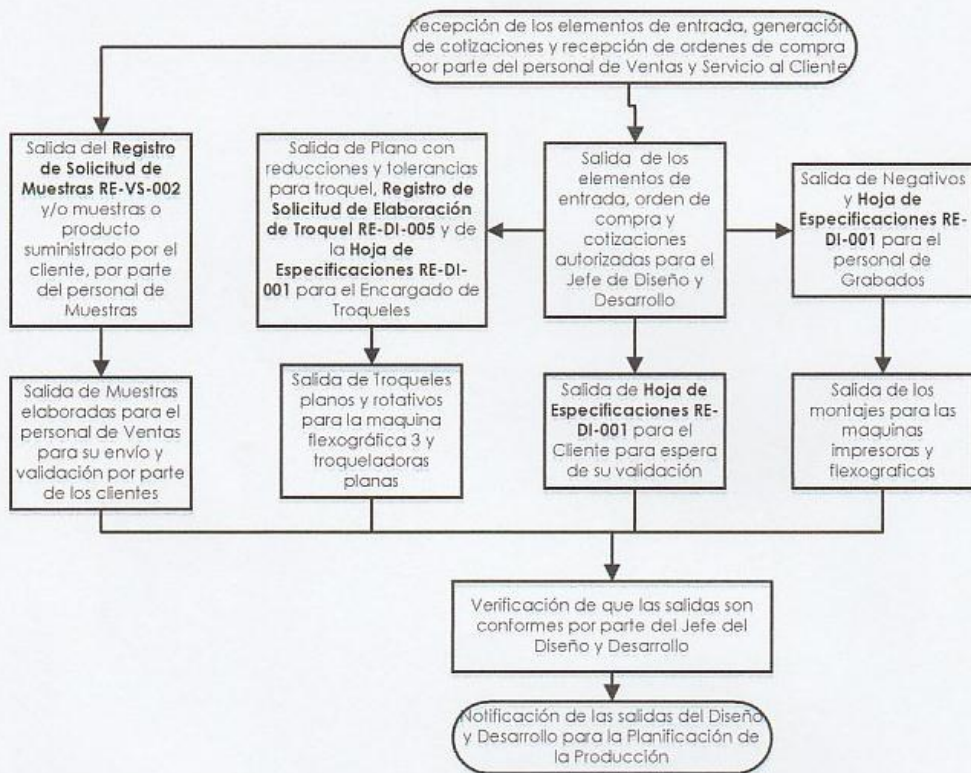 Recepción de los elementos de entrada, generación
de cotizaciones y recepción de ordenes de compra
por parte del personal de Ventas y Servicio al Cliente
Salida del Registro
de Solicitud de
Muestras RE-VS-002
y/o muestras o
producto
suministrado por el
cliente, por parte
del personal de
Muestras
Salida de Plano con
reducciones y tolerancias
para troquel, Registro de
Solicitud de Elaboración
de Troquel RE-DI-005 y de
la Hoja de
Especificaciones RE-DI-
001 para el Encargado de
Troqueles
Salida de los
elementos de
entrada, orden de
compra y
cotizaciones
autorizadas para el
Jefe de Diseño y
Desarrollo
Salida de Negativos
y Hoja de
Especificaciones RE-
DI-001 para el
personal de
Grabados
Salida de Muestras
elaboradas para el
personal de Ventas
para su envío y
validación por parte
de los clientes
Salida de Troqueles
planos y rotativos
para la maquina
flexográfica 3 y
troqueladoras
planas
Salida de Hoja de
Especificaciones RE-
DI-001 para el
Cliente para espera
de su validación
Salida de los
montajes para las
maquinas
impresoras y
flexograficas
Verificación de que las salidas son
conformes por parte del Jefe del
Diseño y Desarrollo
Notificación de las salidas del Diseño
y Desarrollo para la Planificación de
la Producción